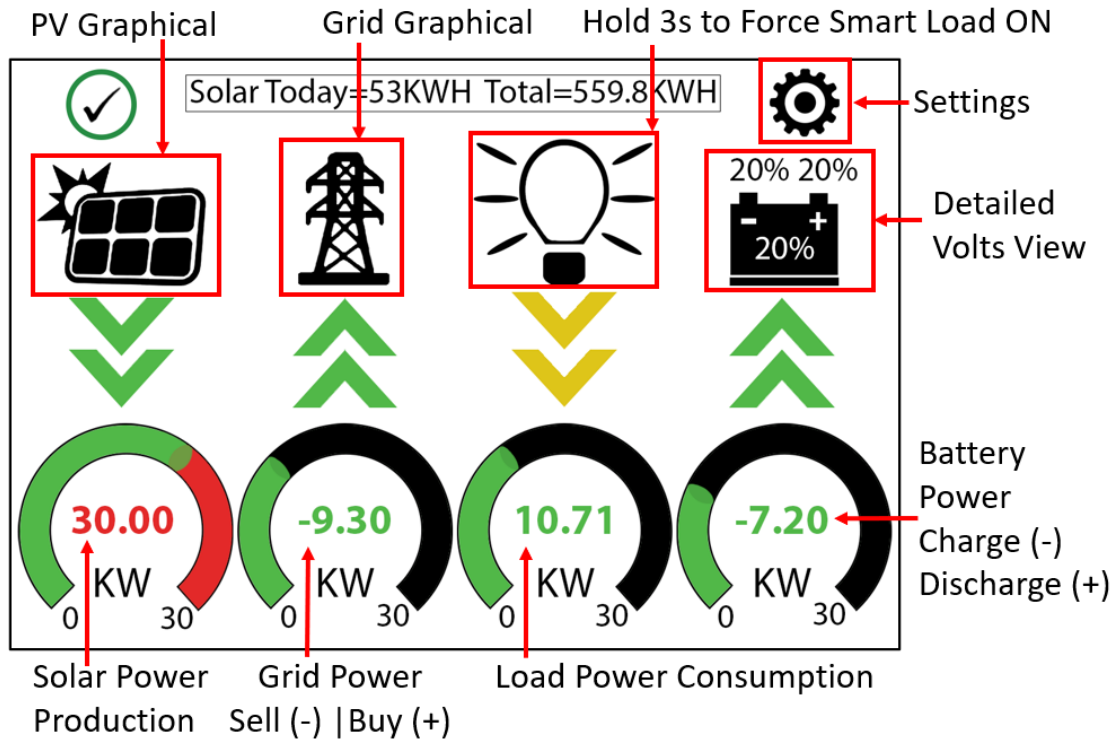 PV Graphical
Grid Graphical
Hold 3s to Force Smart Load ON
Solar Today=53KWH Total=559.8KWH
Settings
20% 20%
- +
20%
Detailed
Volts View
30.00
KW
0 30
-9.30
KW
0 30
10.71
KW
0 30
-7.20
KW
0 30
Battery
Power
Charge (-)
Discharge (+)
Solar Power
Production
Grid Power
Sell (-) |Buy (+)
Load Power Consumption